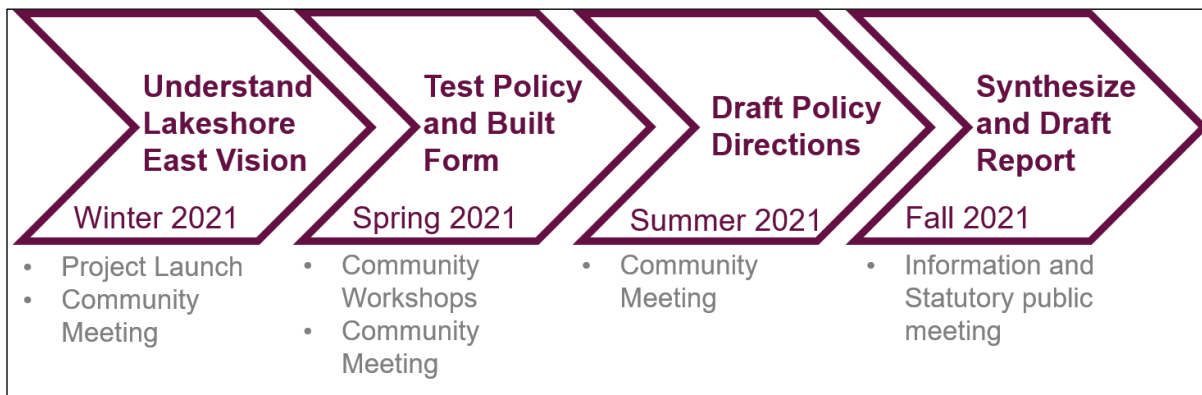 Understand
Lakeshore
East Vision
Winter 2021
• Project Launch
• Community
Meeting
Test Policy
and Built
Form
Spring 2021
• Community
Workshops
• Community
Meeting
Draft Policy
Directions
Summer 2021
• Community
Meeting
Synthesize
and Draft
Report
Fall 2021
• Information and
Statutory public
meeting